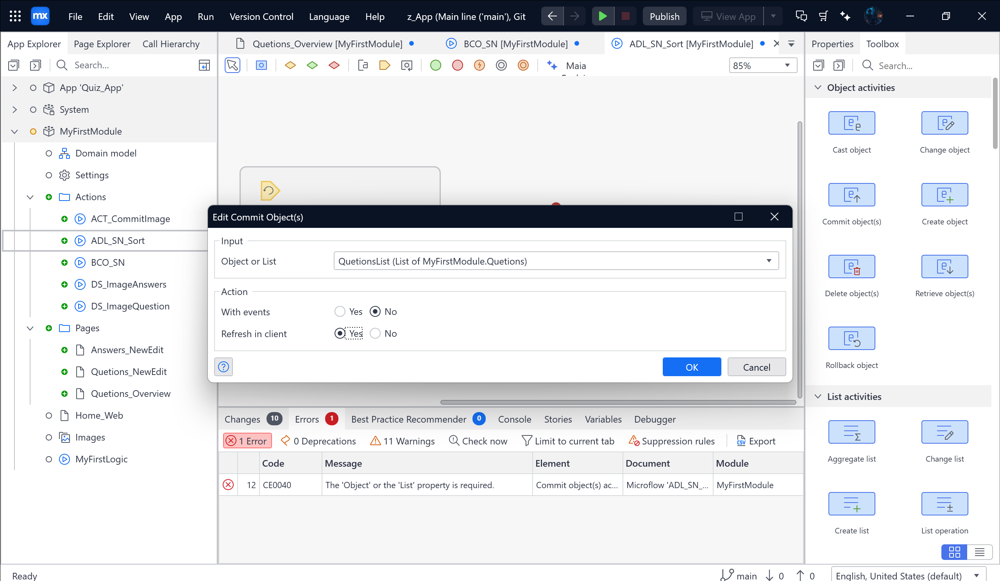 mx File Edit View App Run Version Control Language Help z_App (Main line ('main'), Git Publish View App
App Explorer Page Explorer Call Hierarchy
Search...
App 'Quiz_App'
System
MyFirstModule
Domain model
Settings
Actions
ACT_CommitImage
ADL_SN_Sort
BCO_SN
DS_ImageAnswers
DS_ImageQuestion
Pages
Answers_NewEdit
Quetions_NewEdit
Quetions_Overview
Home_Web
Images
MyFirstLogic
Quetions_Overview [MyFirstModule] BCO_SN [MyFirstModule] ADL_SN_Sort [MyFirstModule]
Maia
85%
Edit Commit Object(s)
Input
Object or List QuetionsList (List of MyFirstModule.Quetions)
Action
With events Yes No
Refresh in client Yes No
OK Cancel
Changes 10 Errors 1 Best Practice Recommender 0 Console Stories Variables Debugger
1 Error 0 Deprecations 11 Warnings Check now Limit to current tab Suppression rules CSV Export
Code Message Element Document Module
12 CE0040 The 'Object' or the 'List' property is required. Commit object(s) ac... Microflow 'ADL_SN_... MyFirstModule
Properties Toolbox
Search...
Object activities
Cast object Change object
Commit object(s) Create object
Delete object(s) Retrieve object(s)
Rollback object
List activities
Aggregate list Change list
Create list List operation
Ready main 0 0 English, United States (default)